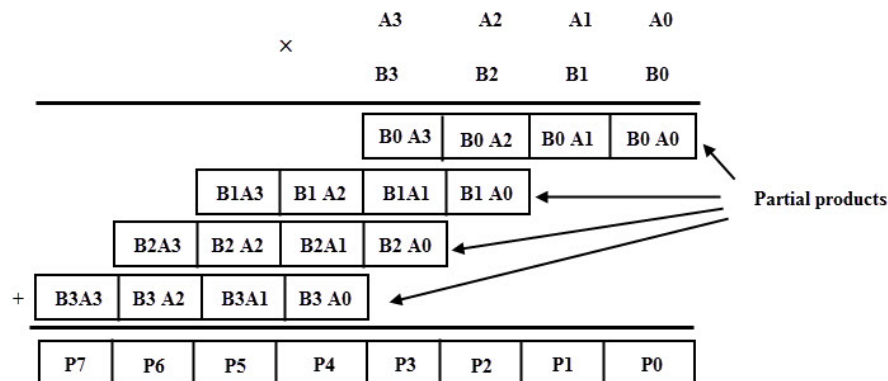 A3 A2 A1 A0
×
B3 B2 B1 B0
B0 A3 B0 A2 B0 A1 B0 A0
B1A3 B1 A2 B1A1 B1 A0
Partial products
B2A3 B2 A2 B2A1 B2 A0
+ B3A3 B3 A2 B3A1 B3 A0
P7 P6 P5 P4 P3 P2 P1 P0